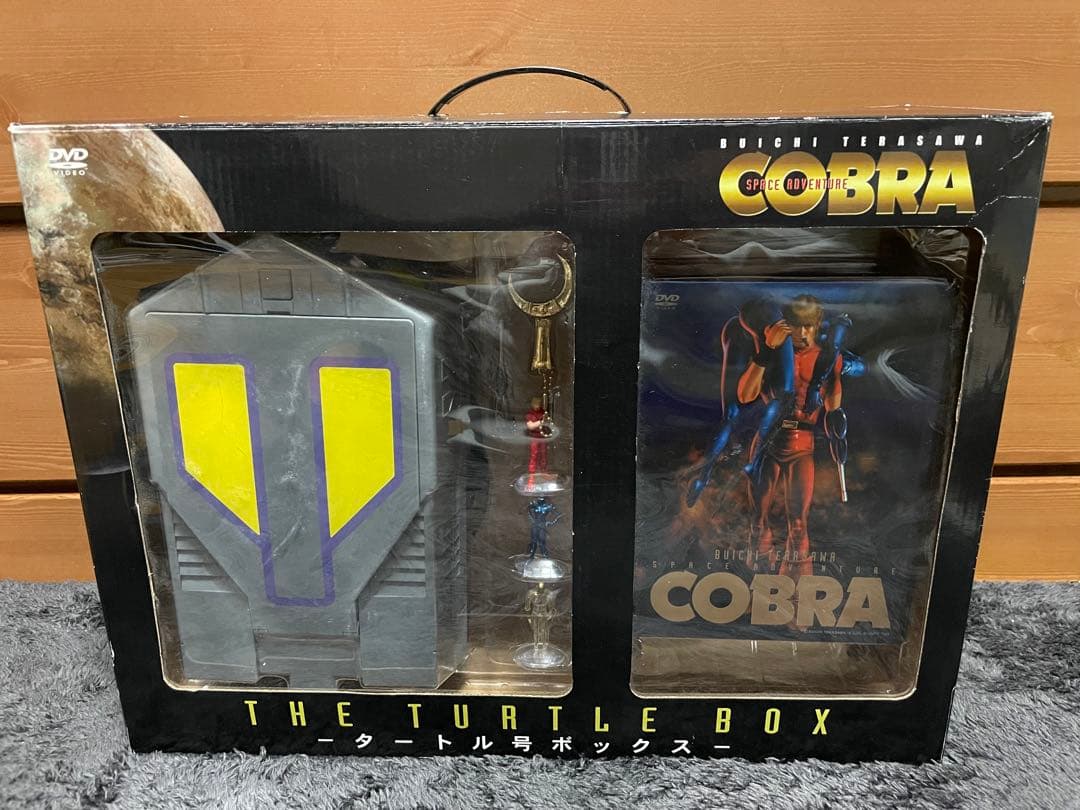 DVD
VIDEO
BUICHI TERASAWA
SPACE ADVENTURE
COBRA
DVD
BUICHI TERASAWA
SPACE ADVENTURE
COBRA
THE TURTLE BOX
ータートル号ボックスー